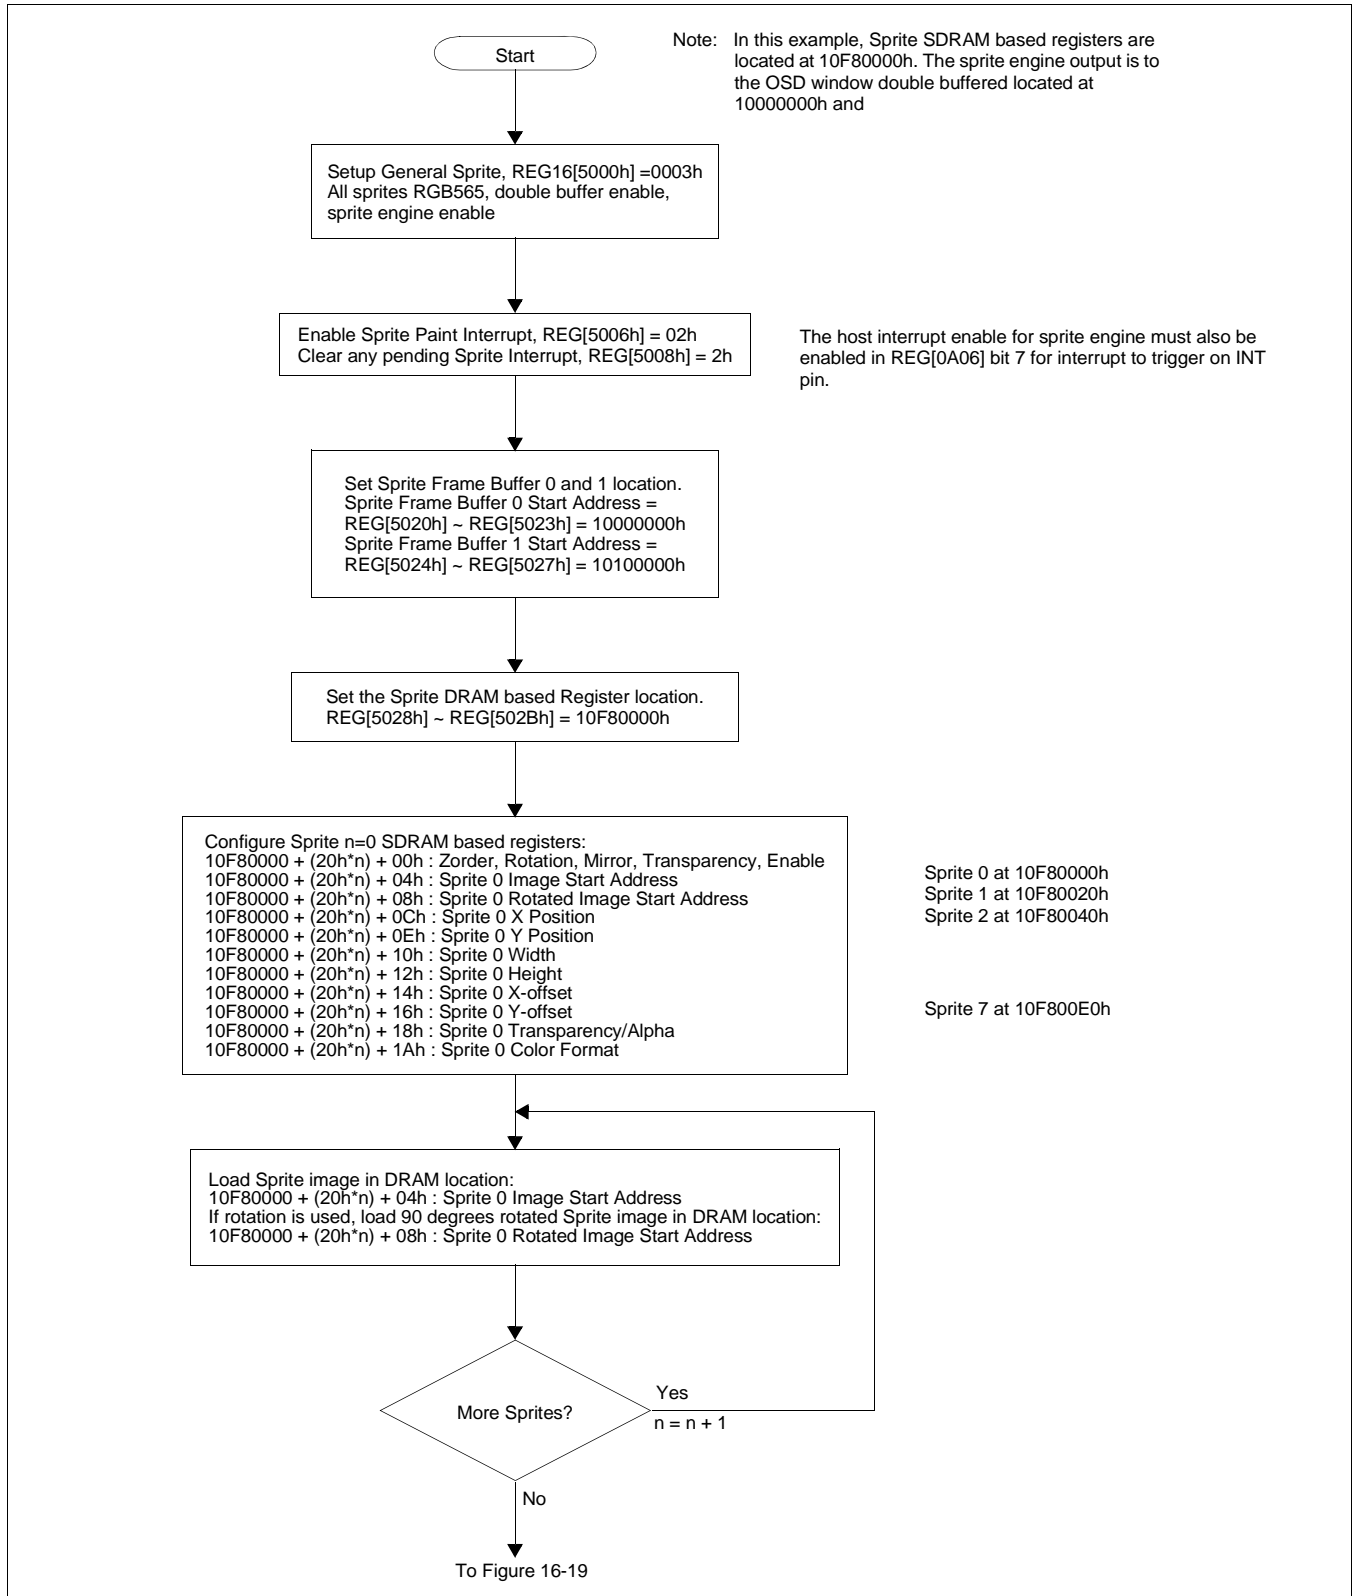 Start
Note: In this example, Sprite SDRAM based registers are
located at 10F80000h. The sprite engine output is to
the OSD window double buffered located at
10000000h and
Setup General Sprite, REG16[5000h] =0003h
All sprites RGB565, double buffer enable,
sprite engine enable
Enable Sprite Paint Interrupt, REG[5006h] = 02h
Clear any pending Sprite Interrupt, REG[5008h] = 2h
The host interrupt enable for sprite engine must also be
enabled in REG[0A06] bit 7 for interrupt to trigger on INT
pin.
Set Sprite Frame Buffer 0 and 1 location.
Sprite Frame Buffer 0 Start Address =
REG[5020h] ~ REG[5023h] = 10000000h
Sprite Frame Buffer 1 Start Address =
REG[5024h] ~ REG[5027h] = 10100000h
Set the Sprite DRAM based Register location.
REG[5028h] ~ REG[502Bh] = 10F80000h
Configure Sprite n=0 SDRAM based registers:
10F80000 + (20h*n) + 00h : Zorder, Rotation, Mirror, Transparency, Enable
10F80000 + (20h*n) + 04h : Sprite 0 Image Start Address
10F80000 + (20h*n) + 08h : Sprite 0 Rotated Image Start Address
10F80000 + (20h*n) + 0Ch : Sprite 0 X Position
10F80000 + (20h*n) + 0Eh : Sprite 0 Y Position
10F80000 + (20h*n) + 10h : Sprite 0 Width
10F80000 + (20h*n) + 12h : Sprite 0 Height
10F80000 + (20h*n) + 14h : Sprite 0 X-offset
10F80000 + (20h*n) + 16h : Sprite 0 Y-offset
10F80000 + (20h*n) + 18h : Sprite 0 Transparency/Alpha
10F80000 + (20h*n) + 1Ah : Sprite 0 Color Format
Sprite 0 at 10F80000h
Sprite 1 at 10F80020h
Sprite 2 at 10F80040h
Sprite 7 at 10F800E0h
Load Sprite image in DRAM location:
10F80000 + (20h*n) + 04h : Sprite 0 Image Start Address
If rotation is used, load 90 degrees rotated Sprite image in DRAM location:
10F80000 + (20h*n) + 08h : Sprite 0 Rotated Image Start Address
More Sprites?
Yes
n = n + 1
No
To Figure 16-19